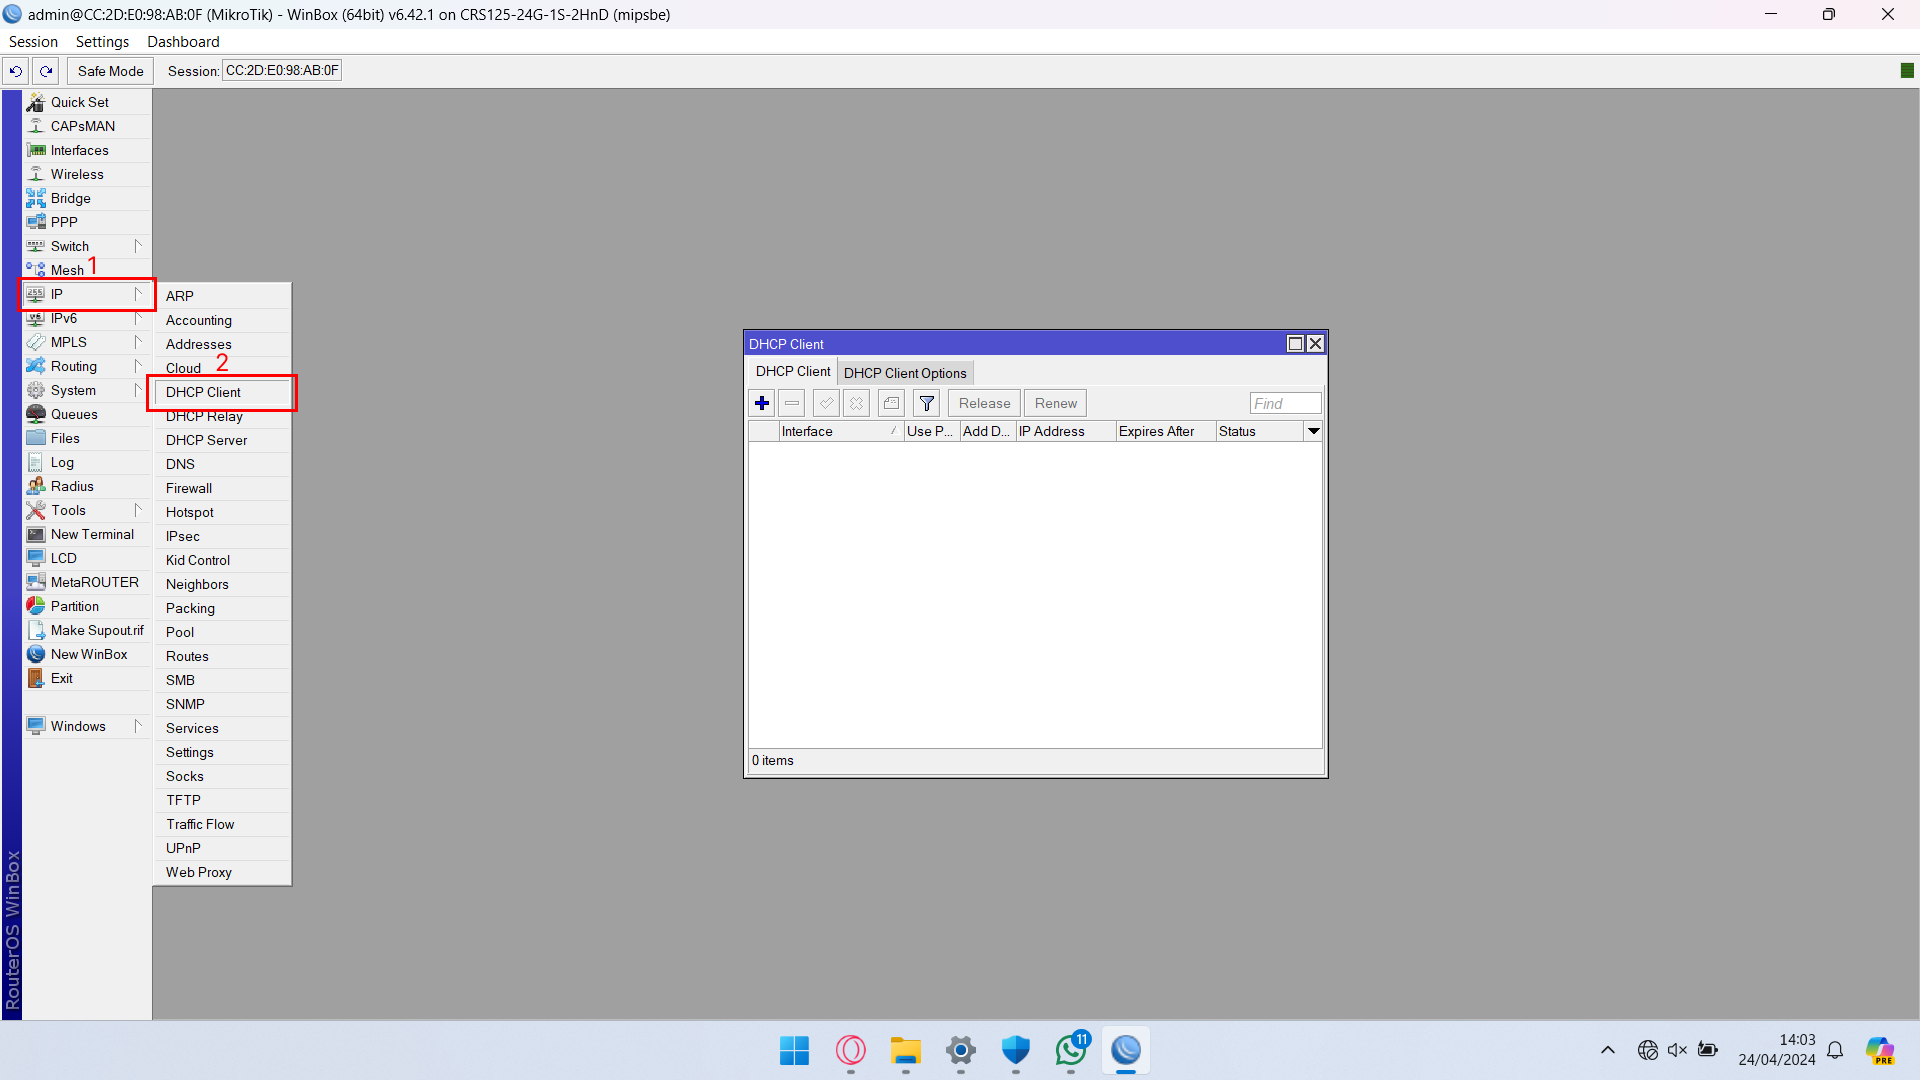 admin@CC:2D:E0:98:AB:0F (MikroTik) - WinBox (64bit) v6.42.1 on CRS125-24G-1S-2HnD (mipsbe)
Session Settings Dashboard
Safe Mode Session: CC:2D:E0:98:AB:0F
Quick Set
CAPsMAN
Interfaces
Wireless
Bridge
PPP
Switch
Mesh 1
IP
IPv6
MPLS
Routing
System
Queues
Files
Log
Radius
Tools
New Terminal
LCD
MetaROUTER
Partition
Make Supout.rif
New WinBox
Exit
Windows
RouterOS WinBox
ARP
Accounting
Addresses
Cloud 2
DHCP Client
DHCP Relay
DHCP Server
DNS
Firewall
Hotspot
IPsec
Kid Control
Neighbors
Packing
Pool
Routes
SMB
SNMP
Services
Settings
Socks
TFTP
Traffic Flow
UPnP
Web Proxy
DHCP Client
DHCP Client DHCP Client Options
Release Renew Find
Interface Use P... Add D... IP Address Expires After Status
0 items
11
14:03
24/04/2024
PRE